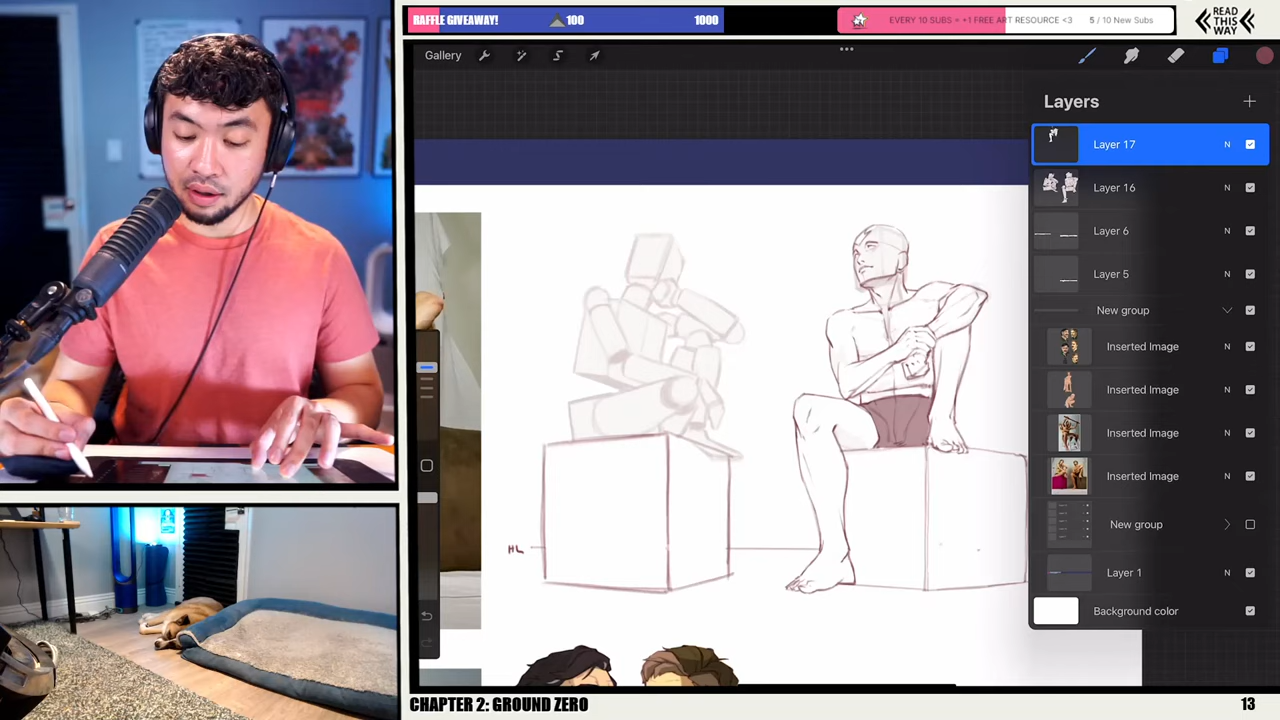 RAFFLE GIVEAWAY!
100
1000
EVERY 10 SUBS = +1 FREE ART RESOURCE <3
5 / 10 New Subs
READ
THIS
WAY
Gallery
Layers
Layer 17
N
Layer 16
N
Layer 6
N
Layer 5
N
New group
Inserted Image
N
Inserted Image
N
Inserted Image
N
Inserted Image
N
New group
Layer 1
N
Background color
HL
CHAPTER 2: GROUND ZERO
13